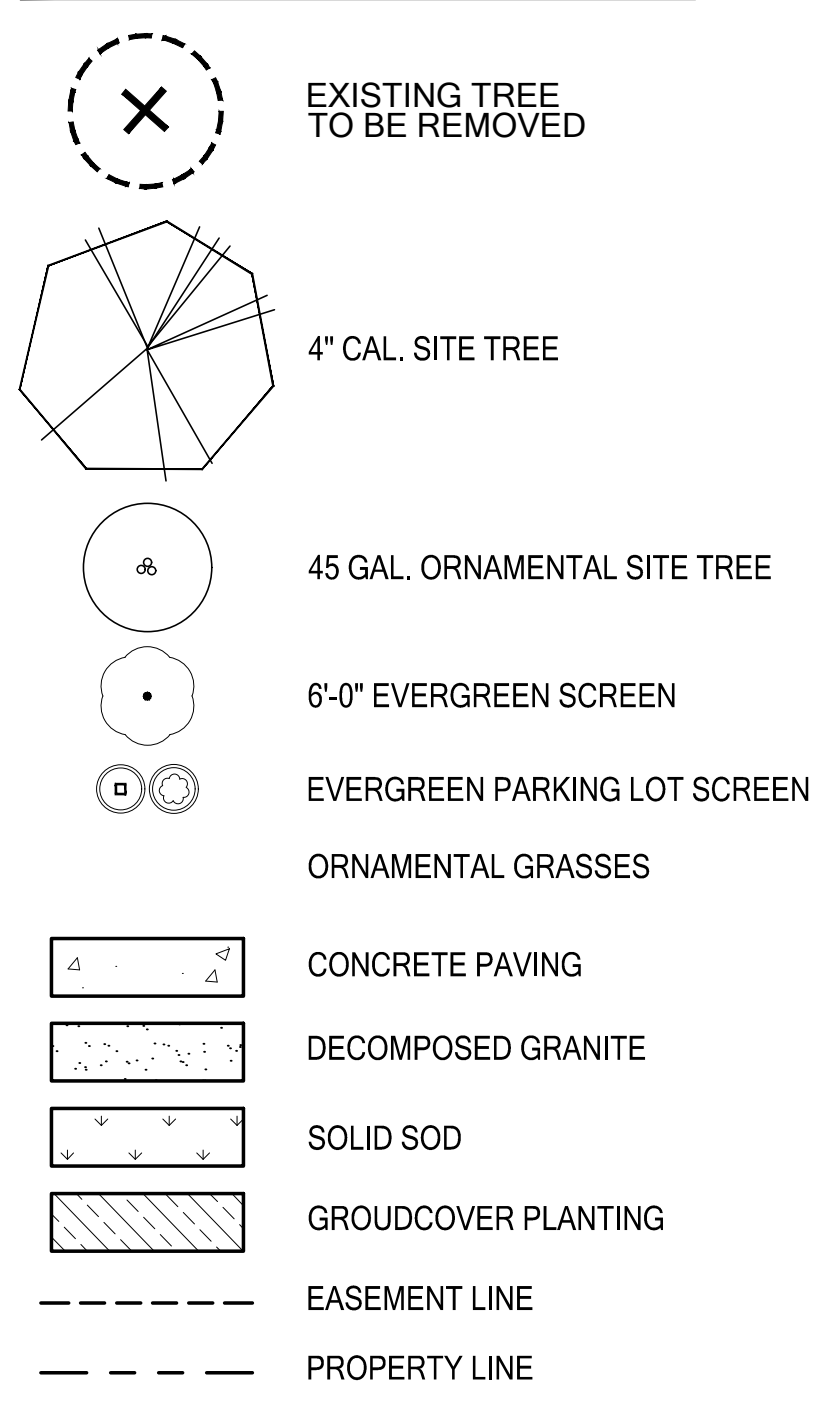 EXISTING TREE
TO BE REMOVED
4" CAL. SITE TREE
45 GAL. ORNAMENTAL SITE TREE
6'-0" EVERGREEN SCREEN
EVERGREEN PARKING LOT SCREEN
ORNAMENTAL GRASSES
CONCRETE PAVING
DECOMPOSED GRANITE
SOLID SOD
GROUDCOVER PLANTING
EASEMENT LINE
PROPERTY LINE